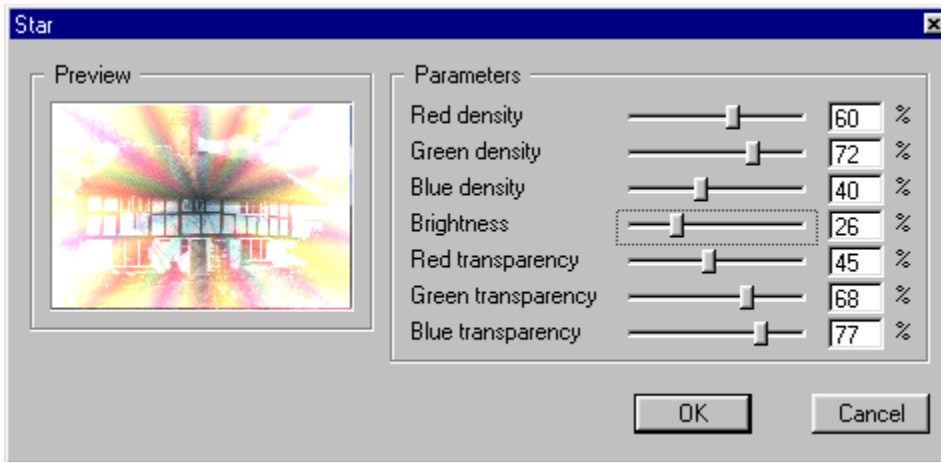 Star
Preview
Parameters
Red density 60 %
Green density 72 %
Blue density 40 %
Brightness 26 %
Red transparency 45 %
Green transparency 68 %
Blue transparency 77 %
OK Cancel